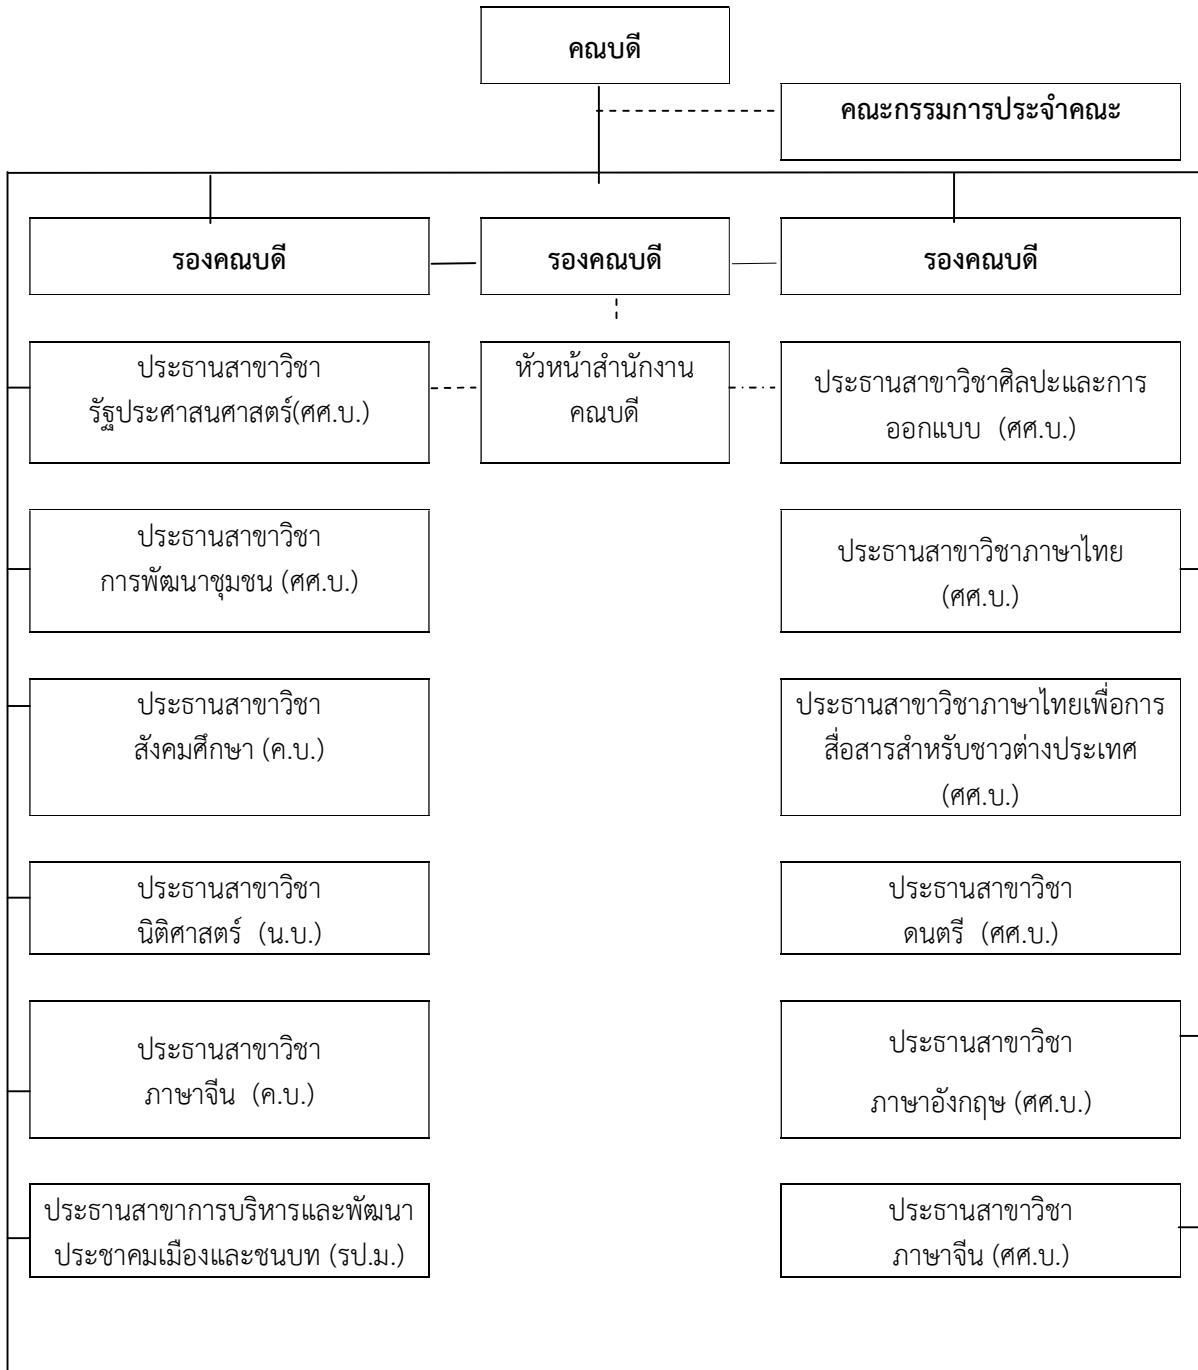 คณบดี
คณะกรรมการประจำคณะ
รองคณบดี
รองคณบดี
รองคณบดี
ประธานสาขาวิชา
รัฐประศาสนศาสตร์(ศศ.บ.)
หัวหน้าสำนักงาน
คณบดี
ประธานสาขาวิชาศิลปะและการ
ออกแบบ (ศศ.บ.)
ประธานสาขาวิชา
การพัฒนาชุมชน (ศศ.บ.)
ประธานสาขาวิชาภาษาไทย
(ศศ.บ.)
ประธานสาขาวิชา
สังคมศึกษา (ค.บ.)
ประธานสาขาวิชาภาษาไทยเพื่อการ
สื่อสารสำหรับชาวต่างประเทศ
(ศศ.บ.)
ประธานสาขาวิชา
นิติศาสตร์ (น.บ.)
ประธานสาขาวิชา
ดนตรี (ศศ.บ.)
ประธานสาขาวิชา
ภาษาจีน (ค.บ.)
ประธานสาขาวิชา
ภาษาอังกฤษ (ศศ.บ.)
ประธานสาขาการบริหารและพัฒนา
ประชาคมเมืองและชนบท (รป.ม.)
ประธานสาขาวิชา
ภาษาจีน (ศศ.บ.)